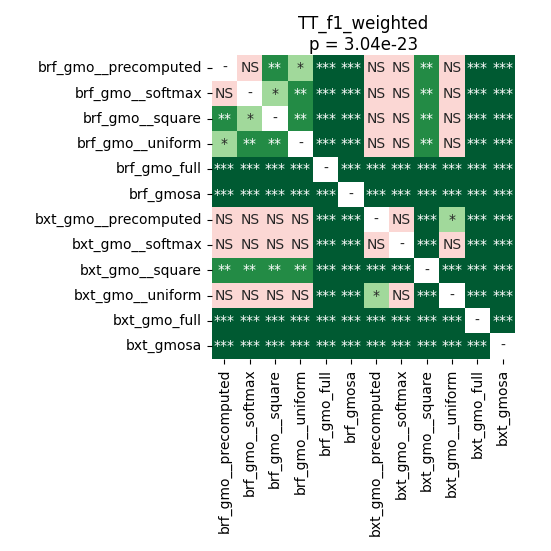 TT_f1_weighted
p = 3.04e-23
brf_gmo__precomputed - NS ** * *** *** NS NS ** NS *** ***
brf_gmo__softmax NS - * ** *** *** NS NS ** NS *** ***
brf_gmo__square ** * - ** *** *** NS NS ** NS *** ***
brf_gmo__uniform * ** ** - *** *** NS NS ** NS *** ***
brf_gmo_full *** *** *** *** - *** *** *** *** *** *** ***
brf_gmosa *** *** *** *** *** - *** *** *** *** *** ***
bxt_gmo__precomputed NS NS NS NS *** *** - NS *** * *** ***
bxt_gmo__softmax NS NS NS NS *** *** NS - *** NS *** ***
bxt_gmo__square ** ** ** ** *** *** *** *** - *** *** ***
bxt_gmo__uniform NS NS NS NS *** *** * NS *** - *** ***
bxt_gmo_full *** *** *** *** *** *** *** *** *** *** - ***
bxt_gmosa *** *** *** *** *** *** *** *** *** *** *** -
brf_gmo__precomputed
brf_gmo__softmax
brf_gmo__square
brf_gmo__uniform
brf_gmo_full
brf_gmosa
bxt_gmo__precomputed
bxt_gmo__softmax
bxt_gmo__square
bxt_gmo__uniform
bxt_gmo_full
bxt_gmosa